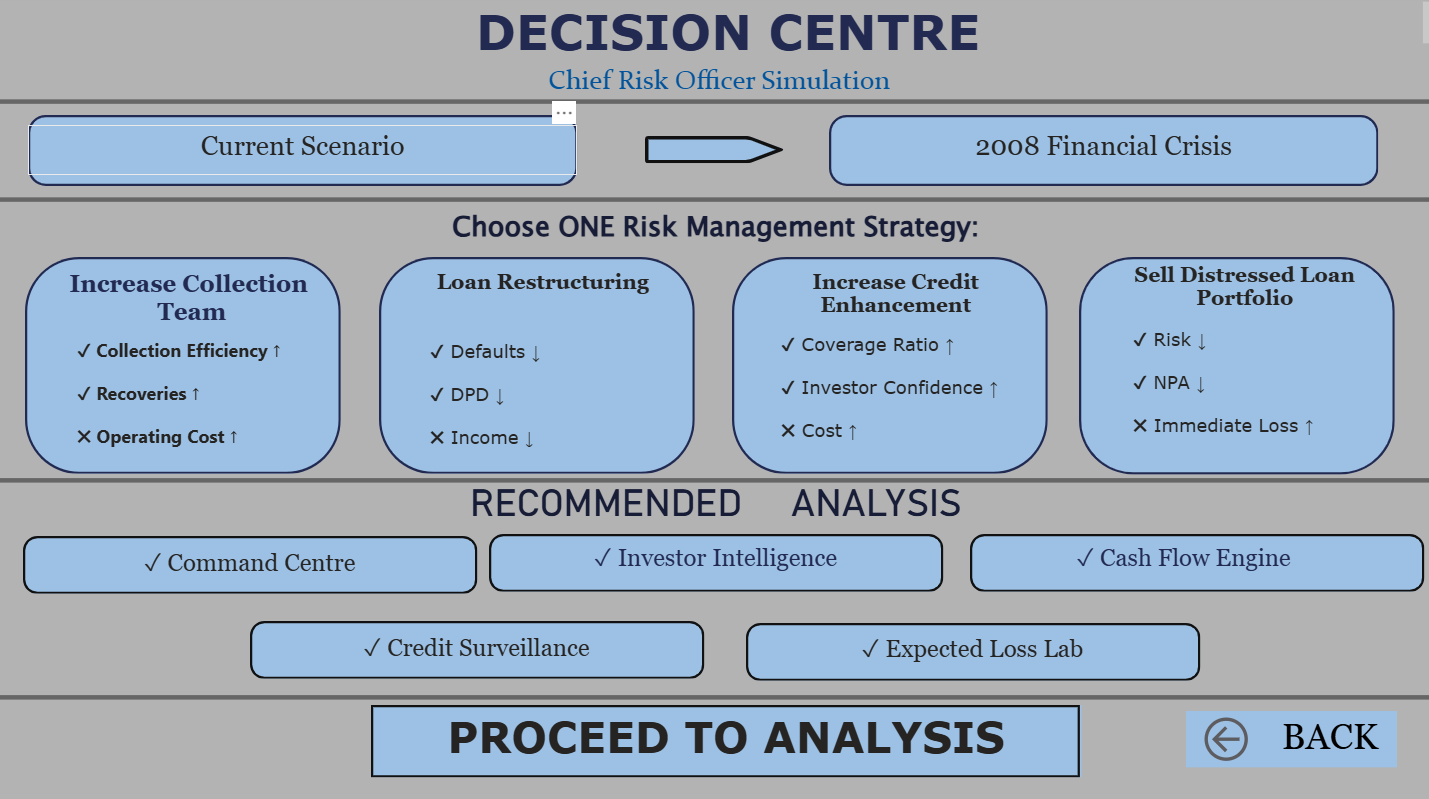 DECISION CENTRE
Chief Risk Officer Simulation
...
Current Scenario
2008 Financial Crisis
Choose ONE Risk Management Strategy:
Increase Collection
Team
✓ Collection Efficiency ↑
✓ Recoveries ↑
✕ Operating Cost ↑
Loan Restructuring
✓ Defaults ↓
✓ DPD ↓
✕ Income ↓
Increase Credit
Enhancement
✓ Coverage Ratio ↑
✓ Investor Confidence ↑
✕ Cost ↑
Sell Distressed Loan
Portfolio
✓ Risk ↓
✓ NPA ↓
✕ Immediate Loss ↑
RECOMMENDED ANALYSIS
✓ Command Centre
✓ Investor Intelligence
✓ Cash Flow Engine
✓ Credit Surveillance
✓ Expected Loss Lab
PROCEED TO ANALYSIS
BACK